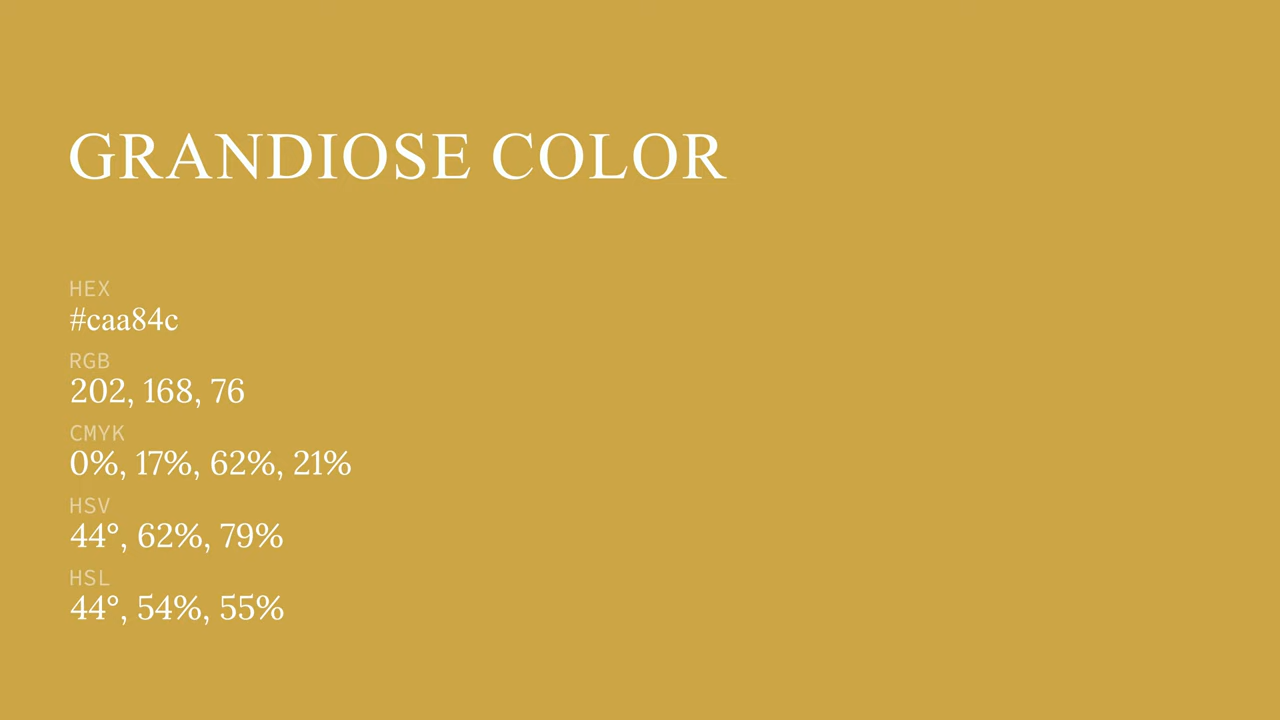 GRANDIOSE COLOR
HEX
#caa84c
RGB
202, 168, 76
CMYK
0%, 17%, 62%, 21%
HSV
44°, 62%, 79%
HSL
44°, 54%, 55%